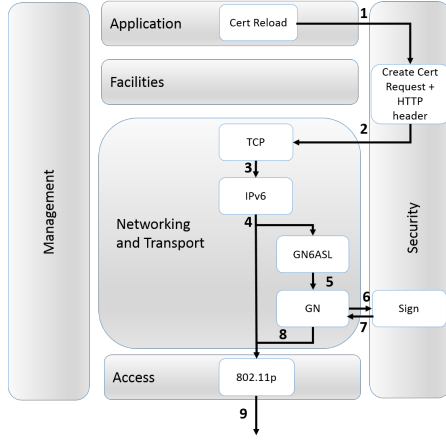 Application
Cert Reload
1
Facilities
Create Cert
Request +
HTTP
header
2
TCP
3
IPv6
4
Management
Networking
and Transport
GN6ASL
Security
5
GN
6
Sign
7
8
Access
802.11p
9